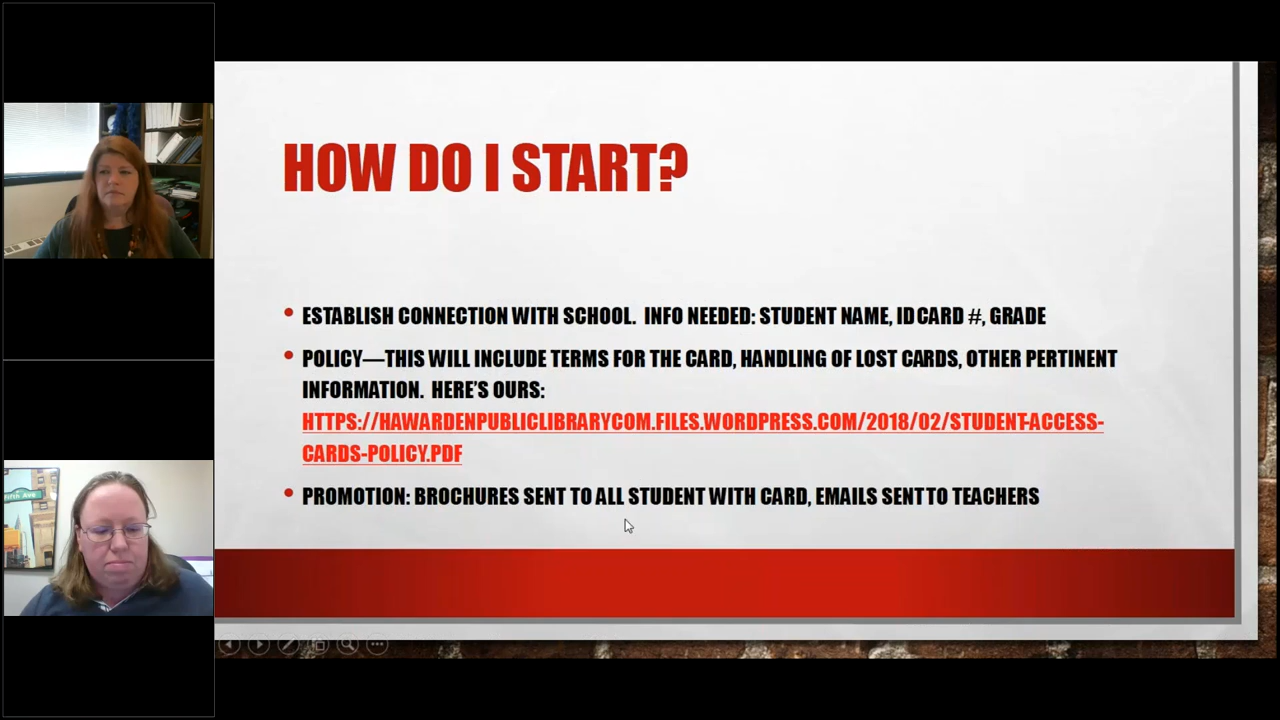 HOW DO I START?
• ESTABLISH CONNECTION WITH SCHOOL. INFO NEEDED: STUDENT NAME, ID CARD #, GRADE
• POLICY—THIS WILL INCLUDE TERMS FOR THE CARD, HANDLING OF LOST CARDS, OTHER PERTINENT
INFORMATION. HERE'S OURS:
HTTPS://HAWARDENPUBLICLIBRARYCOM.FILES.WORDPRESS.COM/2018/02/STUDENT-ACCESS-
CARDS-POLICY.PDF
• PROMOTION: BROCHURES SENT TO ALL STUDENT WITH CARD, EMAILS SENT TO TEACHERS
Fifth Ave